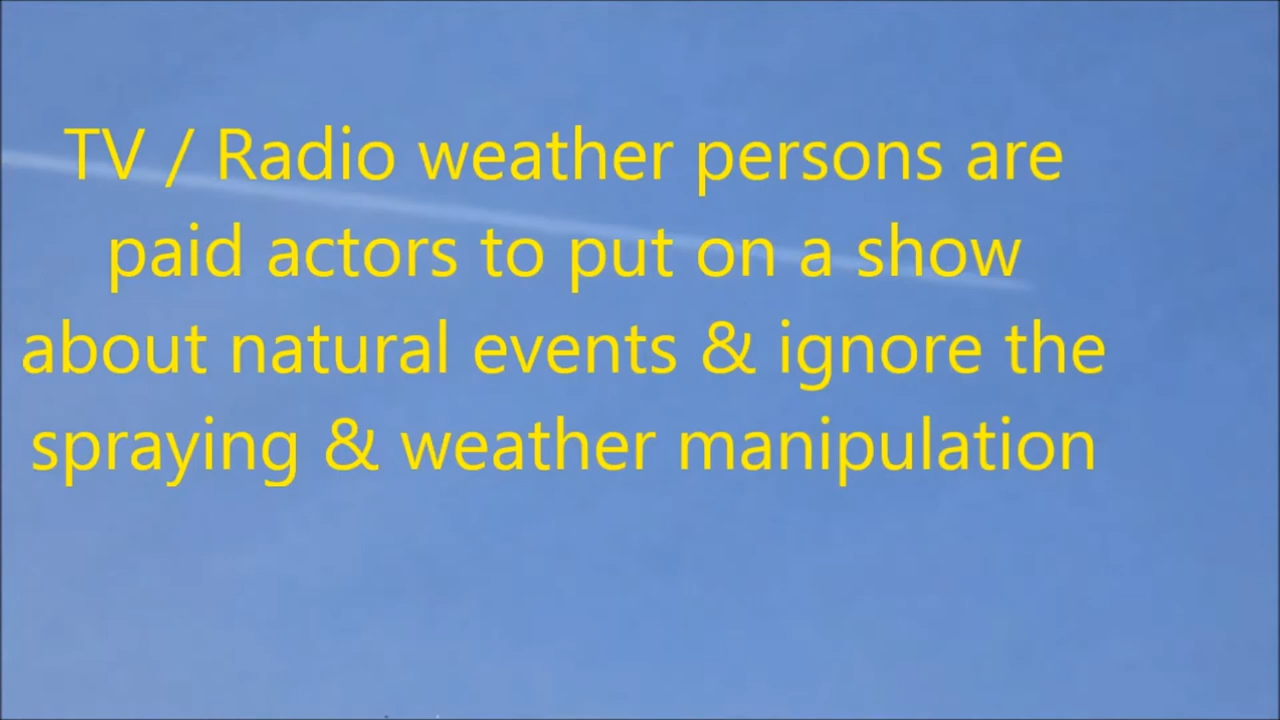 TV / Radio weather persons are
paid actors to put on a show
about natural events & ignore the
spraying & weather manipulation